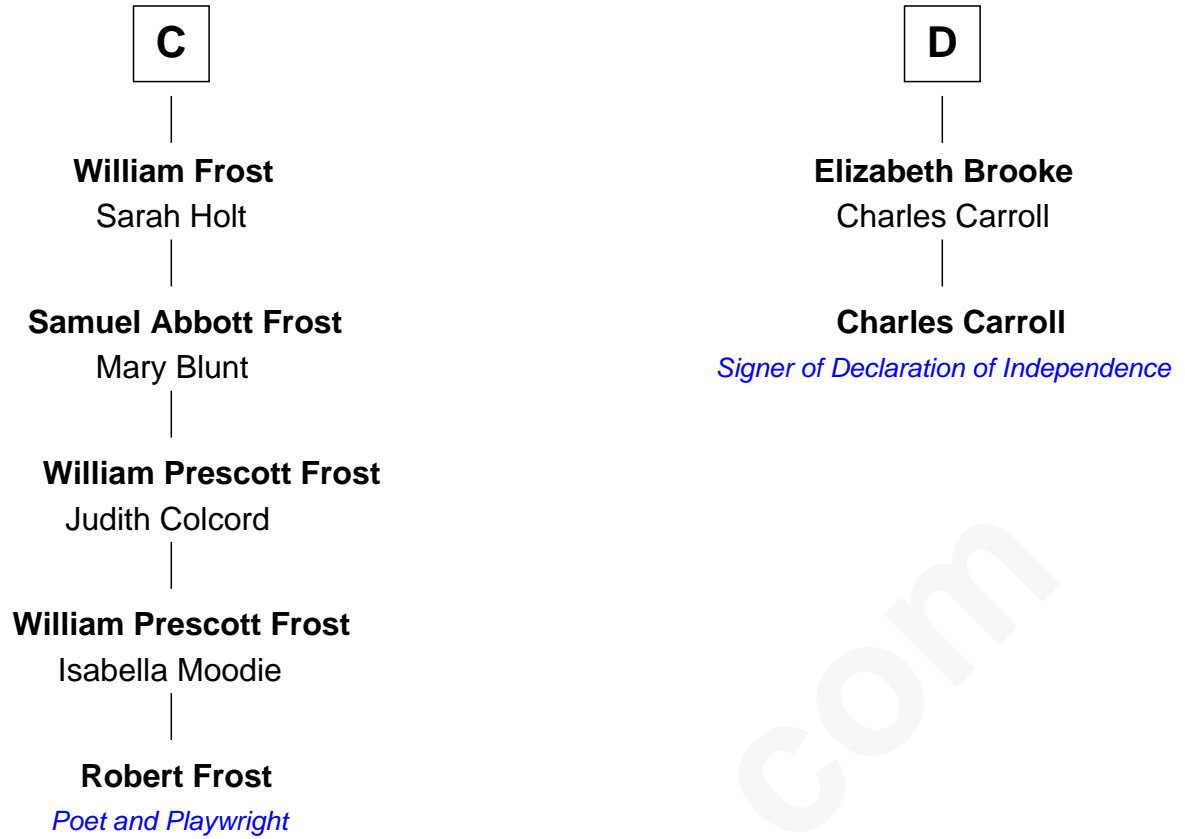 C
William Frost
Sarah Holt
Samuel Abbott Frost
Mary Blunt
William Prescott Frost
Judith Colcord
William Prescott Frost
Isabella Moodie
Robert Frost
Poet and Playwright
D
Elizabeth Brooke
Charles Carroll
Charles Carroll
Signer of Declaration of Independence
com